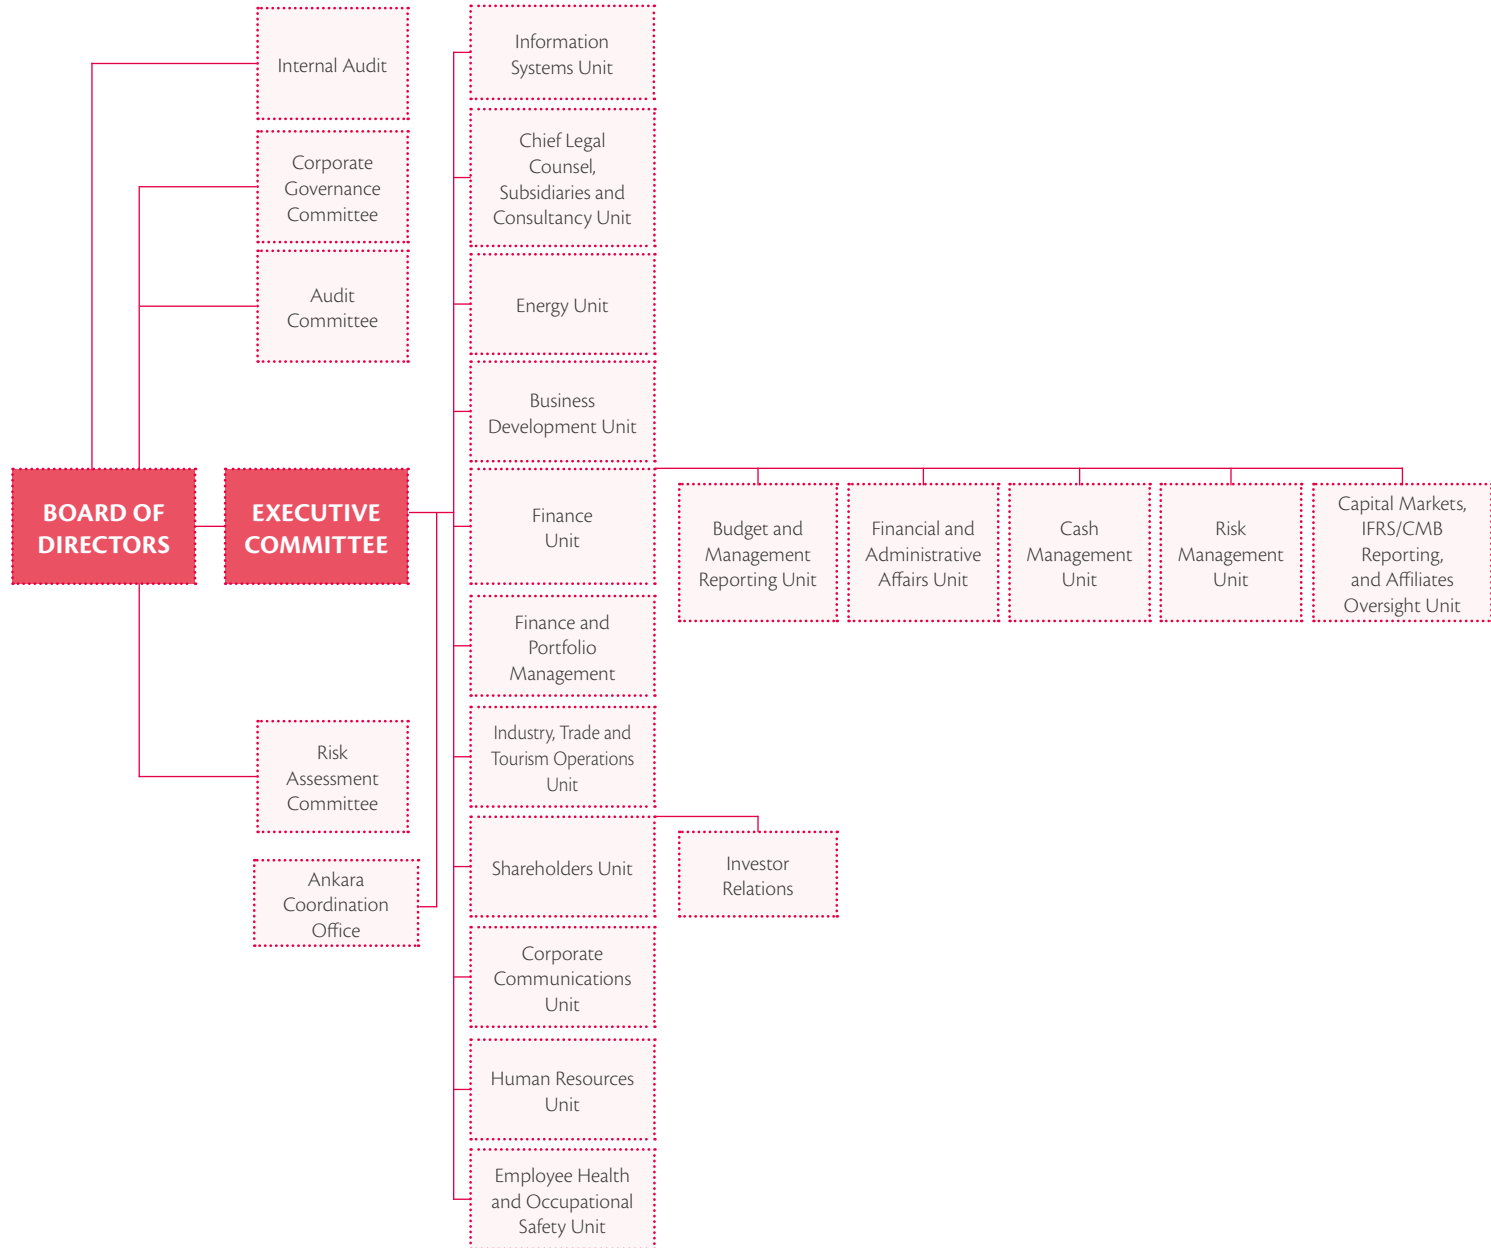 Internal Audit
Corporate
Governance
Committee
Audit
Committee
BOARD OF
DIRECTORS
EXECUTIVE
COMMITTEE
Risk
Assessment
Committee
Ankara
Coordination
Office
Information
Systems Unit
Chief Legal
Counsel,
Subsidiaries and
Consultancy Unit
Energy Unit
Business
Development Unit
Finance
Unit
Budget and
Management
Reporting Unit
Financial and
Administrative
Affairs Unit
Cash
Management
Unit
Risk
Management
Unit
Capital Markets,
IFRS/CMB
Reporting,
and Affiliates
Oversight Unit
Finance and
Portfolio
Management
Industry, Trade and
Tourism Operations
Unit
Shareholders Unit
Investor
Relations
Corporate
Communications
Unit
Human Resources
Unit
Employee Health
and Occupational
Safety Unit